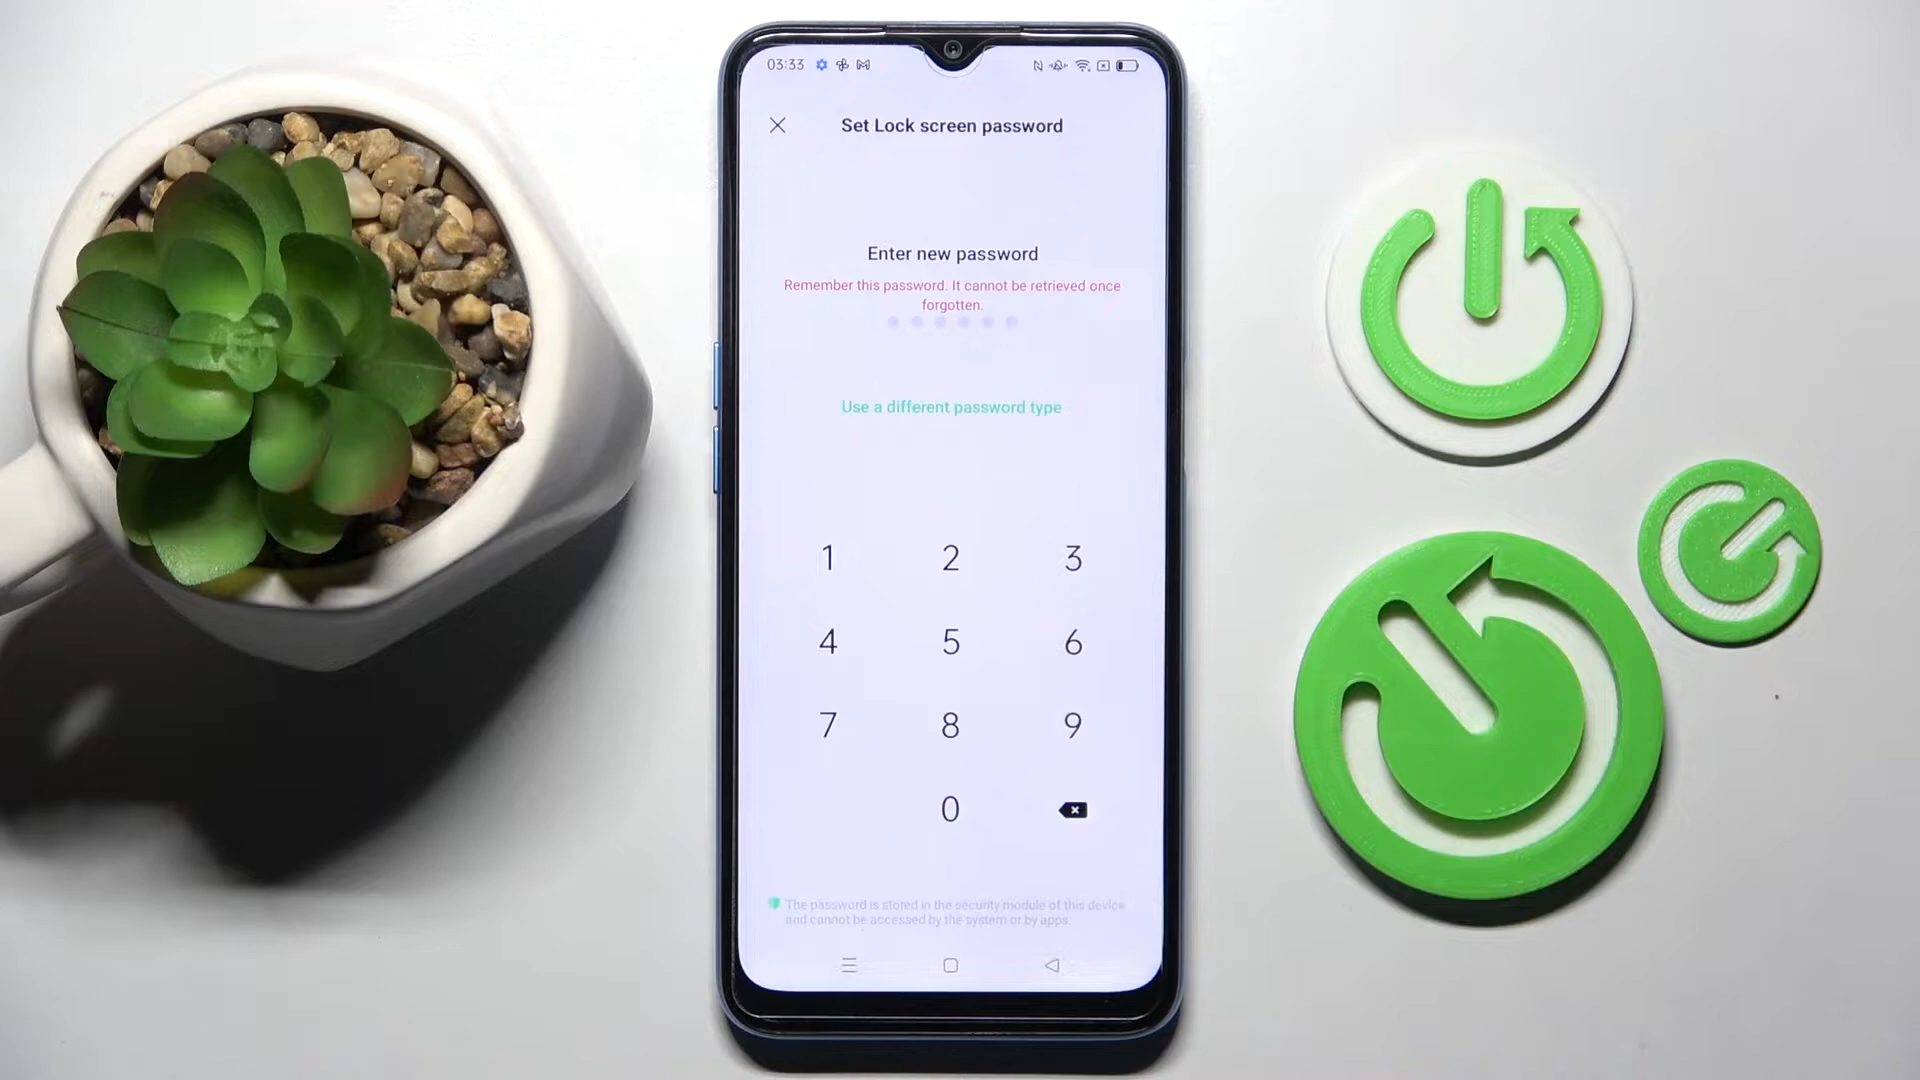 03:33
Set Lock screen password
Enter new password
Remember this password. It cannot be retrieved once
forgotten.
Use a different password type
1 2 3
4 5 6
7 8 9
0
The password is stored in the security module of this device
and cannot be accessed by the system or by apps.